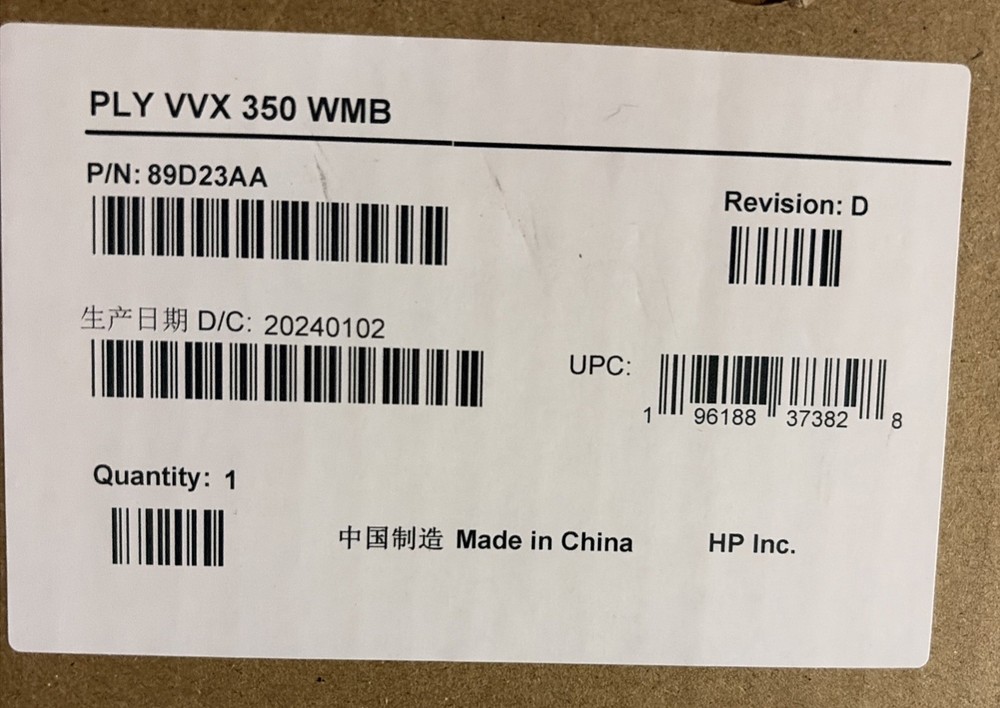 PLY VVX 350 WMB
P/N: 89D23AA
Revision: D
生产日期 D/C: 20240102
UPC:
1 96188 37382 8
Quantity: 1
中国制造 Made in China HP Inc.